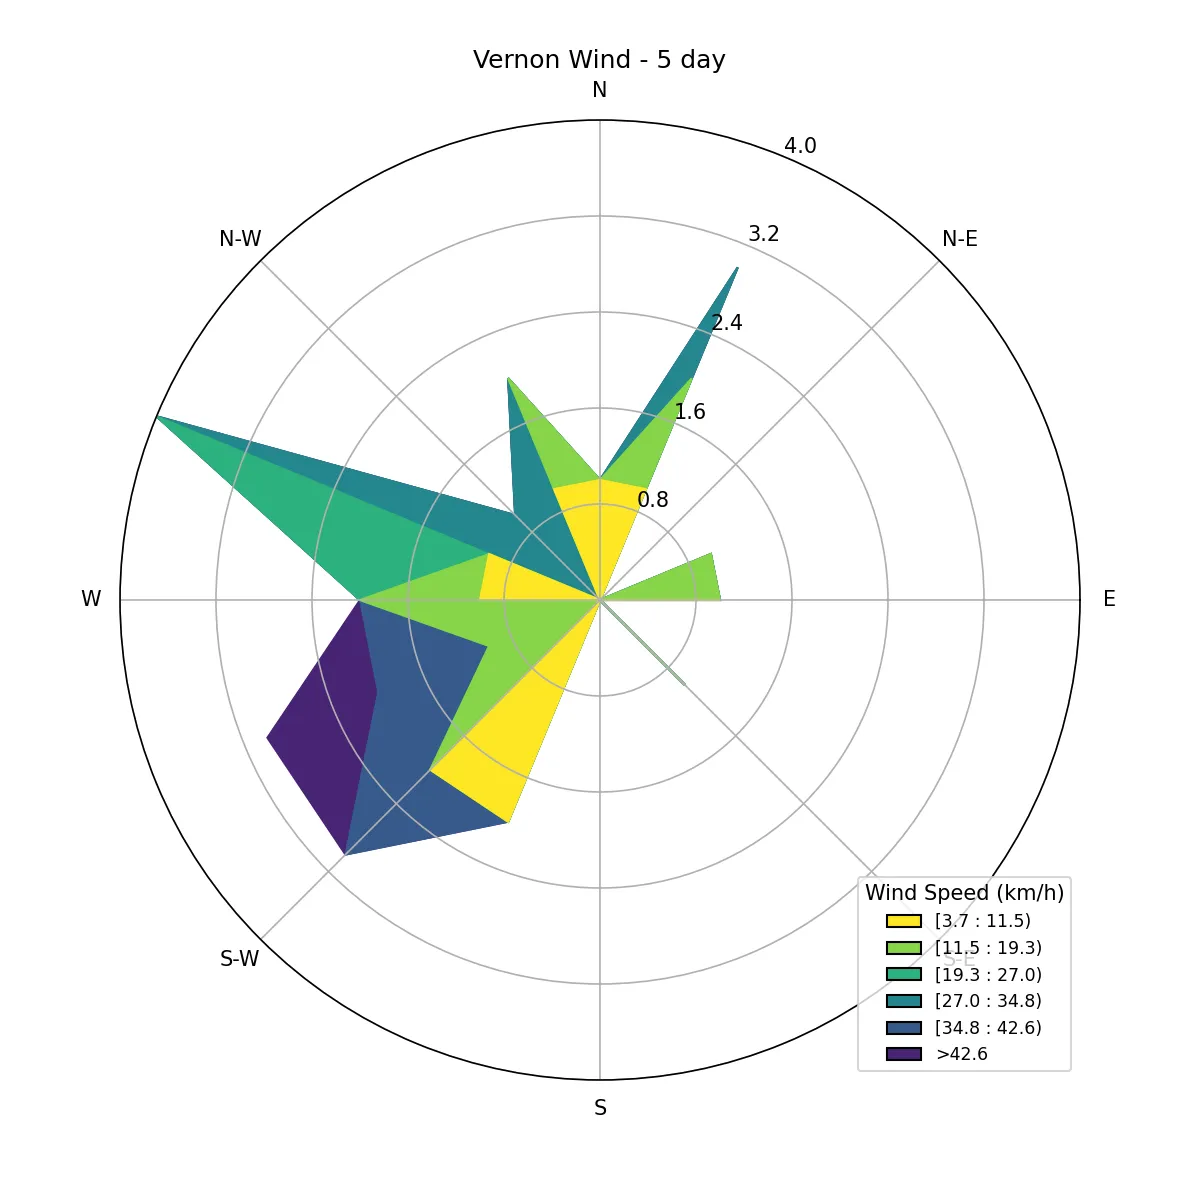 Vernon Wind - 5 day
N
4.0
N-W
3.2
N-E
2.4
1.6
0.8
W
E
S-W
S-E
S
Wind Speed (km/h)
[3.7 : 11.5)
[11.5 : 19.3)
[19.3 : 27.0)
[27.0 : 34.8)
[34.8 : 42.6)
>42.6